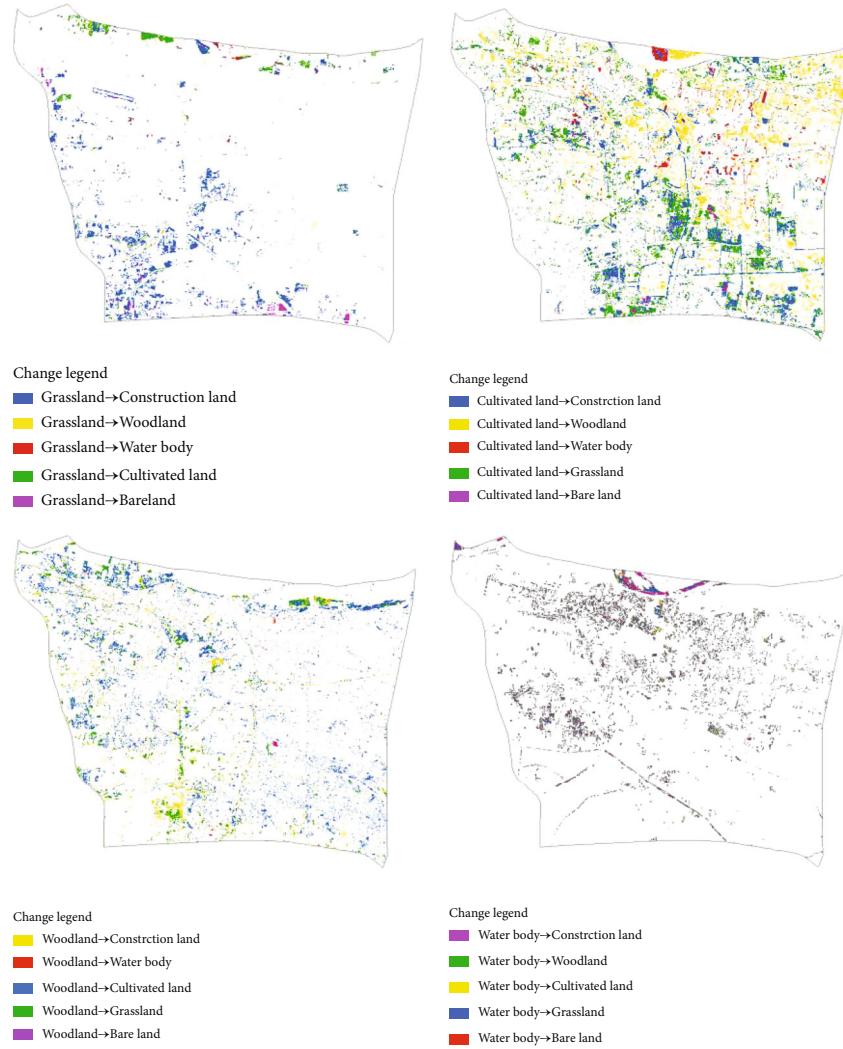 Change legend
Grassland→Construction land
Grassland→Woodland
Grassland→Water body
Grassland→Cultivated land
Grassland→Bareland
Change legend
Cultivated land→Constrction land
Cultivated land→Woodland
Cultivated land→Water body
Cultivated land→Grassland
Cultivated land→Bare land
Change legend
Woodland→Constrction land
Woodland→Water body
Woodland→Cultivated land
Woodland→Grassland
Woodland→Bare land
Change legend
Water body→Constrction land
Water body→Woodland
Water body→Cultivated land
Water body→Grassland
Water body→Bare land